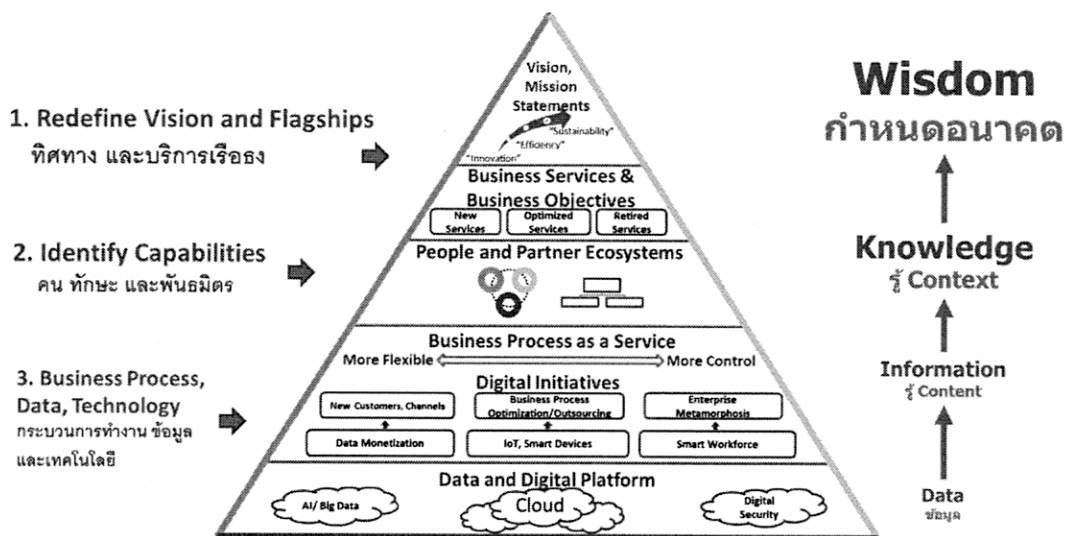 1. Redefine Vision and Flagships
ทิศทาง และบริการเรือธง
2. Identify Capabilities
คน ทักษะ และพันธมิตร
3. Business Process,
Data, Technology
กระบวนการทำงาน ข้อมูล
และเทคโนโลยี
Vision,
Mission
Statements
"Sustainability"
"Efficiency"
"Innovation"
Business Services &
Business Objectives
New
Services
Optimized
Services
Retired
Services
People and Partner Ecosystems
Business Process as a Service
More Flexible
More Control
Digital Initiatives
New Customers, Channels
Business Process
Optimization/Outsourcing
Enterprise
Metamorphosis
Data Monetization
IoT, Smart Devices
Smart Workforce
Data and Digital Platform
AI/ Big Data
Cloud
Digital
Security
Wisdom
กำหนดอนาคต
Knowledge
รู้ Context
Information
รู้ Content
Data
ข้อมูล